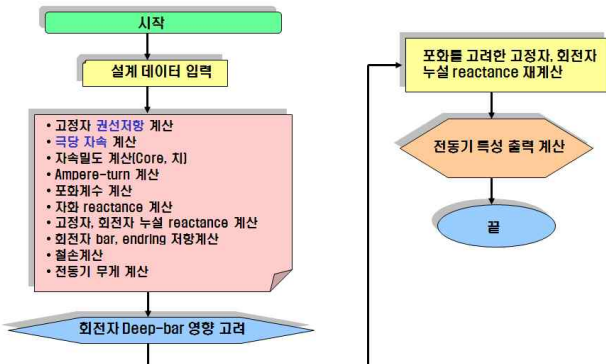 시작
설계 데이터 입력
• 고정자 권선저항 계산
• 극당 자속 계산
• 자속밀도 계산(Core, 치)
• Ampere-turn 계산
• 포화계수 계산
• 자화 reactance 계산
• 고정자, 회전자 누설 reactance 계산
• 회전자 bar, endring 저항계산
• 철손계산
• 전동기 무게 계산
회전자 Deep-bar 영향 고려
포화를 고려한 고정자, 회전자
누설 reactance 재계산
전동기 특성 출력 계산
끝